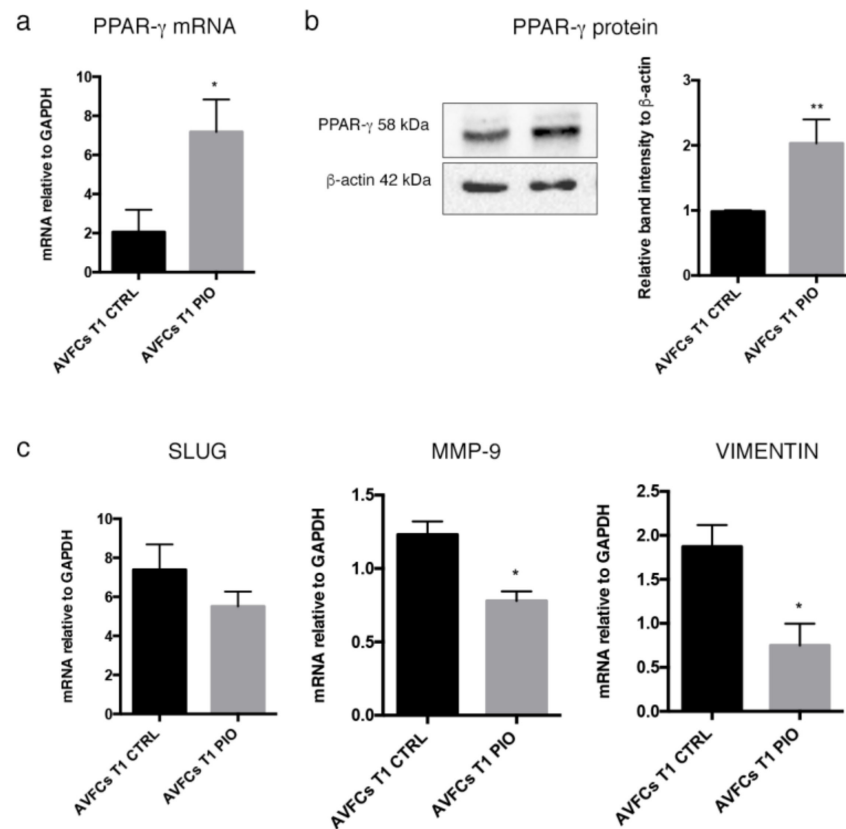 a
PPAR-γ mRNA
mRNA relative to GAPDH
10
8
6
4
2
0
*
AVFCs T1 CTRL
AVFCs T1 PIO
b
PPAR-γ protein
PPAR-γ 58 kDa
β-actin 42 kDa
Relative band intensity to β-actin
3
2
1
0
**
AVFCs T1 CTRL
AVFCs T1 PIO
c
SLUG
mRNA relative to GAPDH
10
8
6
4
2
0
AVFCs T1 CTRL
AVFCs T1 PIO
MMP-9
mRNA relative to GAPDH
1.5
1.0
0.5
0.0
*
AVFCs T1 CTRL
AVFCs T1 PIO
VIMENTIN
mRNA relative to GAPDH
2.5
2.0
1.5
1.0
0.5
0.0
*
AVFCs T1 CTRL
AVFCs T1 PIO